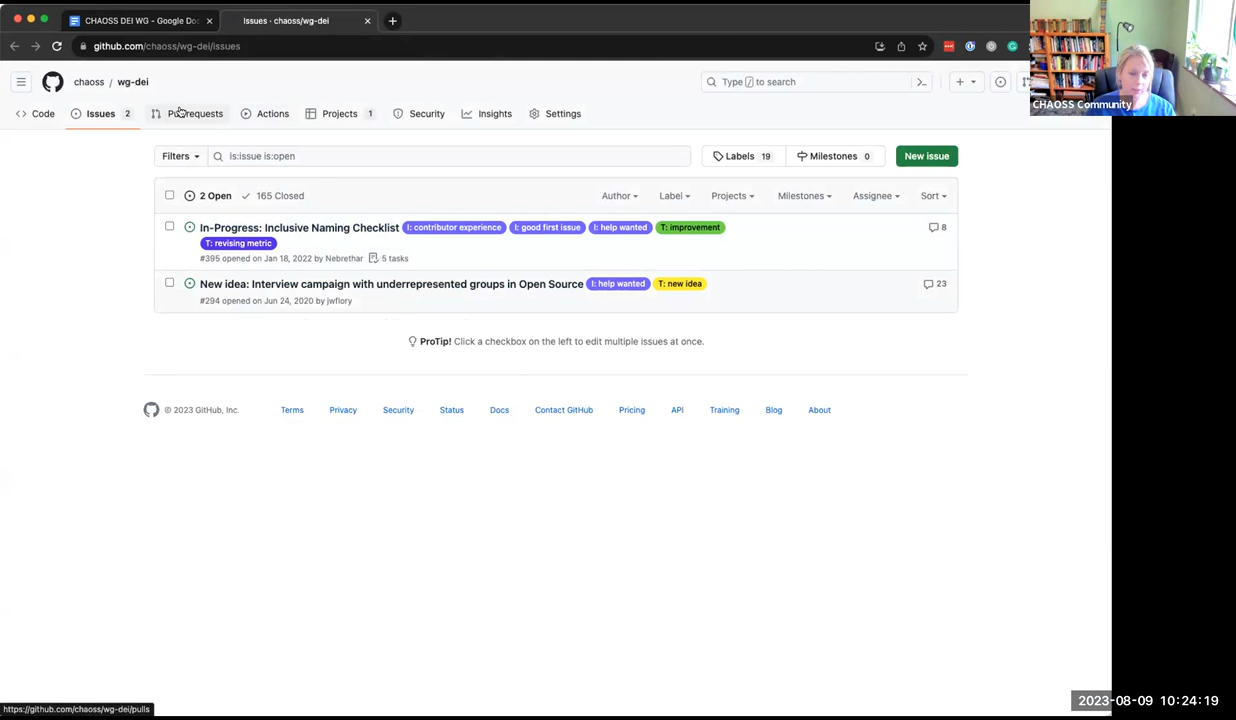 CHAOSS DEI WG - Google Doc
Issues · chaoss/wg-dei
github.com/chaoss/wg-dei/issues
chaoss / wg-dei
Type / to search
CHAOSS Community
Code
Issues 2
Pull requests
Actions
Projects 1
Security
Insights
Settings
Filters
is:issue is:open
Labels 19
Milestones 0
New issue
2 Open
165 Closed
Author
Label
Projects
Milestones
Assignee
Sort
In-Progress: Inclusive Naming Checklist I: contributor experience I: good first issue I: help wanted T: improvement
8
T: revising metric
#395 opened on Jan 18, 2022 by Nebrethar 5 tasks
New idea: Interview campaign with underrepresented groups in Open Source I: help wanted T: new idea
23
#294 opened on Jun 24, 2020 by jwflory
ProTip! Click a checkbox on the left to edit multiple issues at once.
© 2023 GitHub, Inc.
Terms
Privacy
Security
Status
Docs
Contact GitHub
Pricing
API
Training
Blog
About
2023-08-09 10:24:19
https://github.com/chaoss/wg-dei/pulls